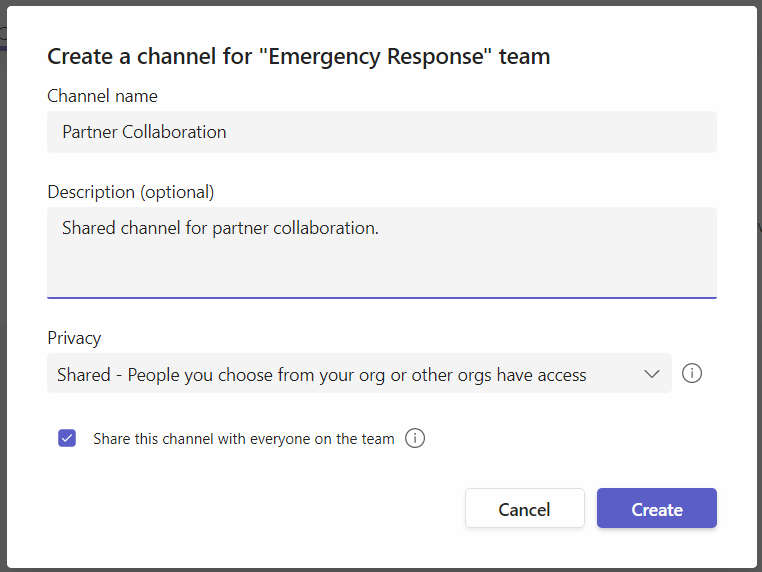 Create a channel for "Emergency Response" team
Channel name
Partner Collaboration
Description (optional)
Shared channel for partner collaboration.
Privacy
Shared - People you choose from your org or other orgs have access
Share this channel with everyone on the team
Cancel
Create